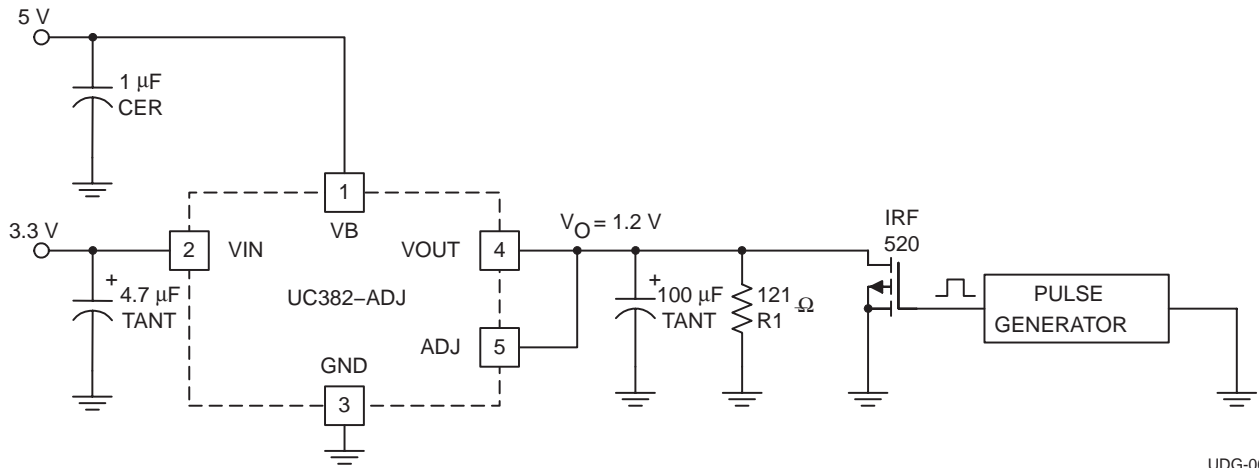 5 V
1 μF
CER
1
VB
3.3 V
2
VIN
VOUT
4
VO = 1.2 V
IRF
520
+
4.7 μF
TANT
UC382–ADJ
+
100 μF
TANT
121 Ω
R1
PULSE
GENERATOR
ADJ
5
GND
3